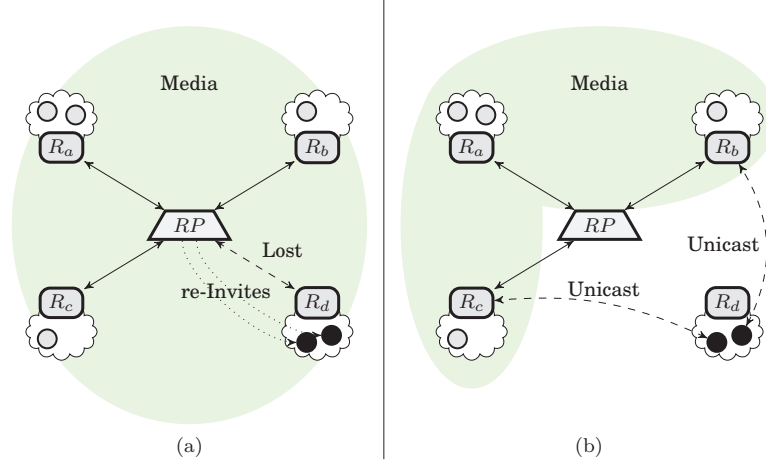 Media
R_a
R_b
RP
Lost
re-Invites
R_c
R_d
(a)
Media
R_a
R_b
RP
Unicast
Unicast
R_c
R_d
(b)